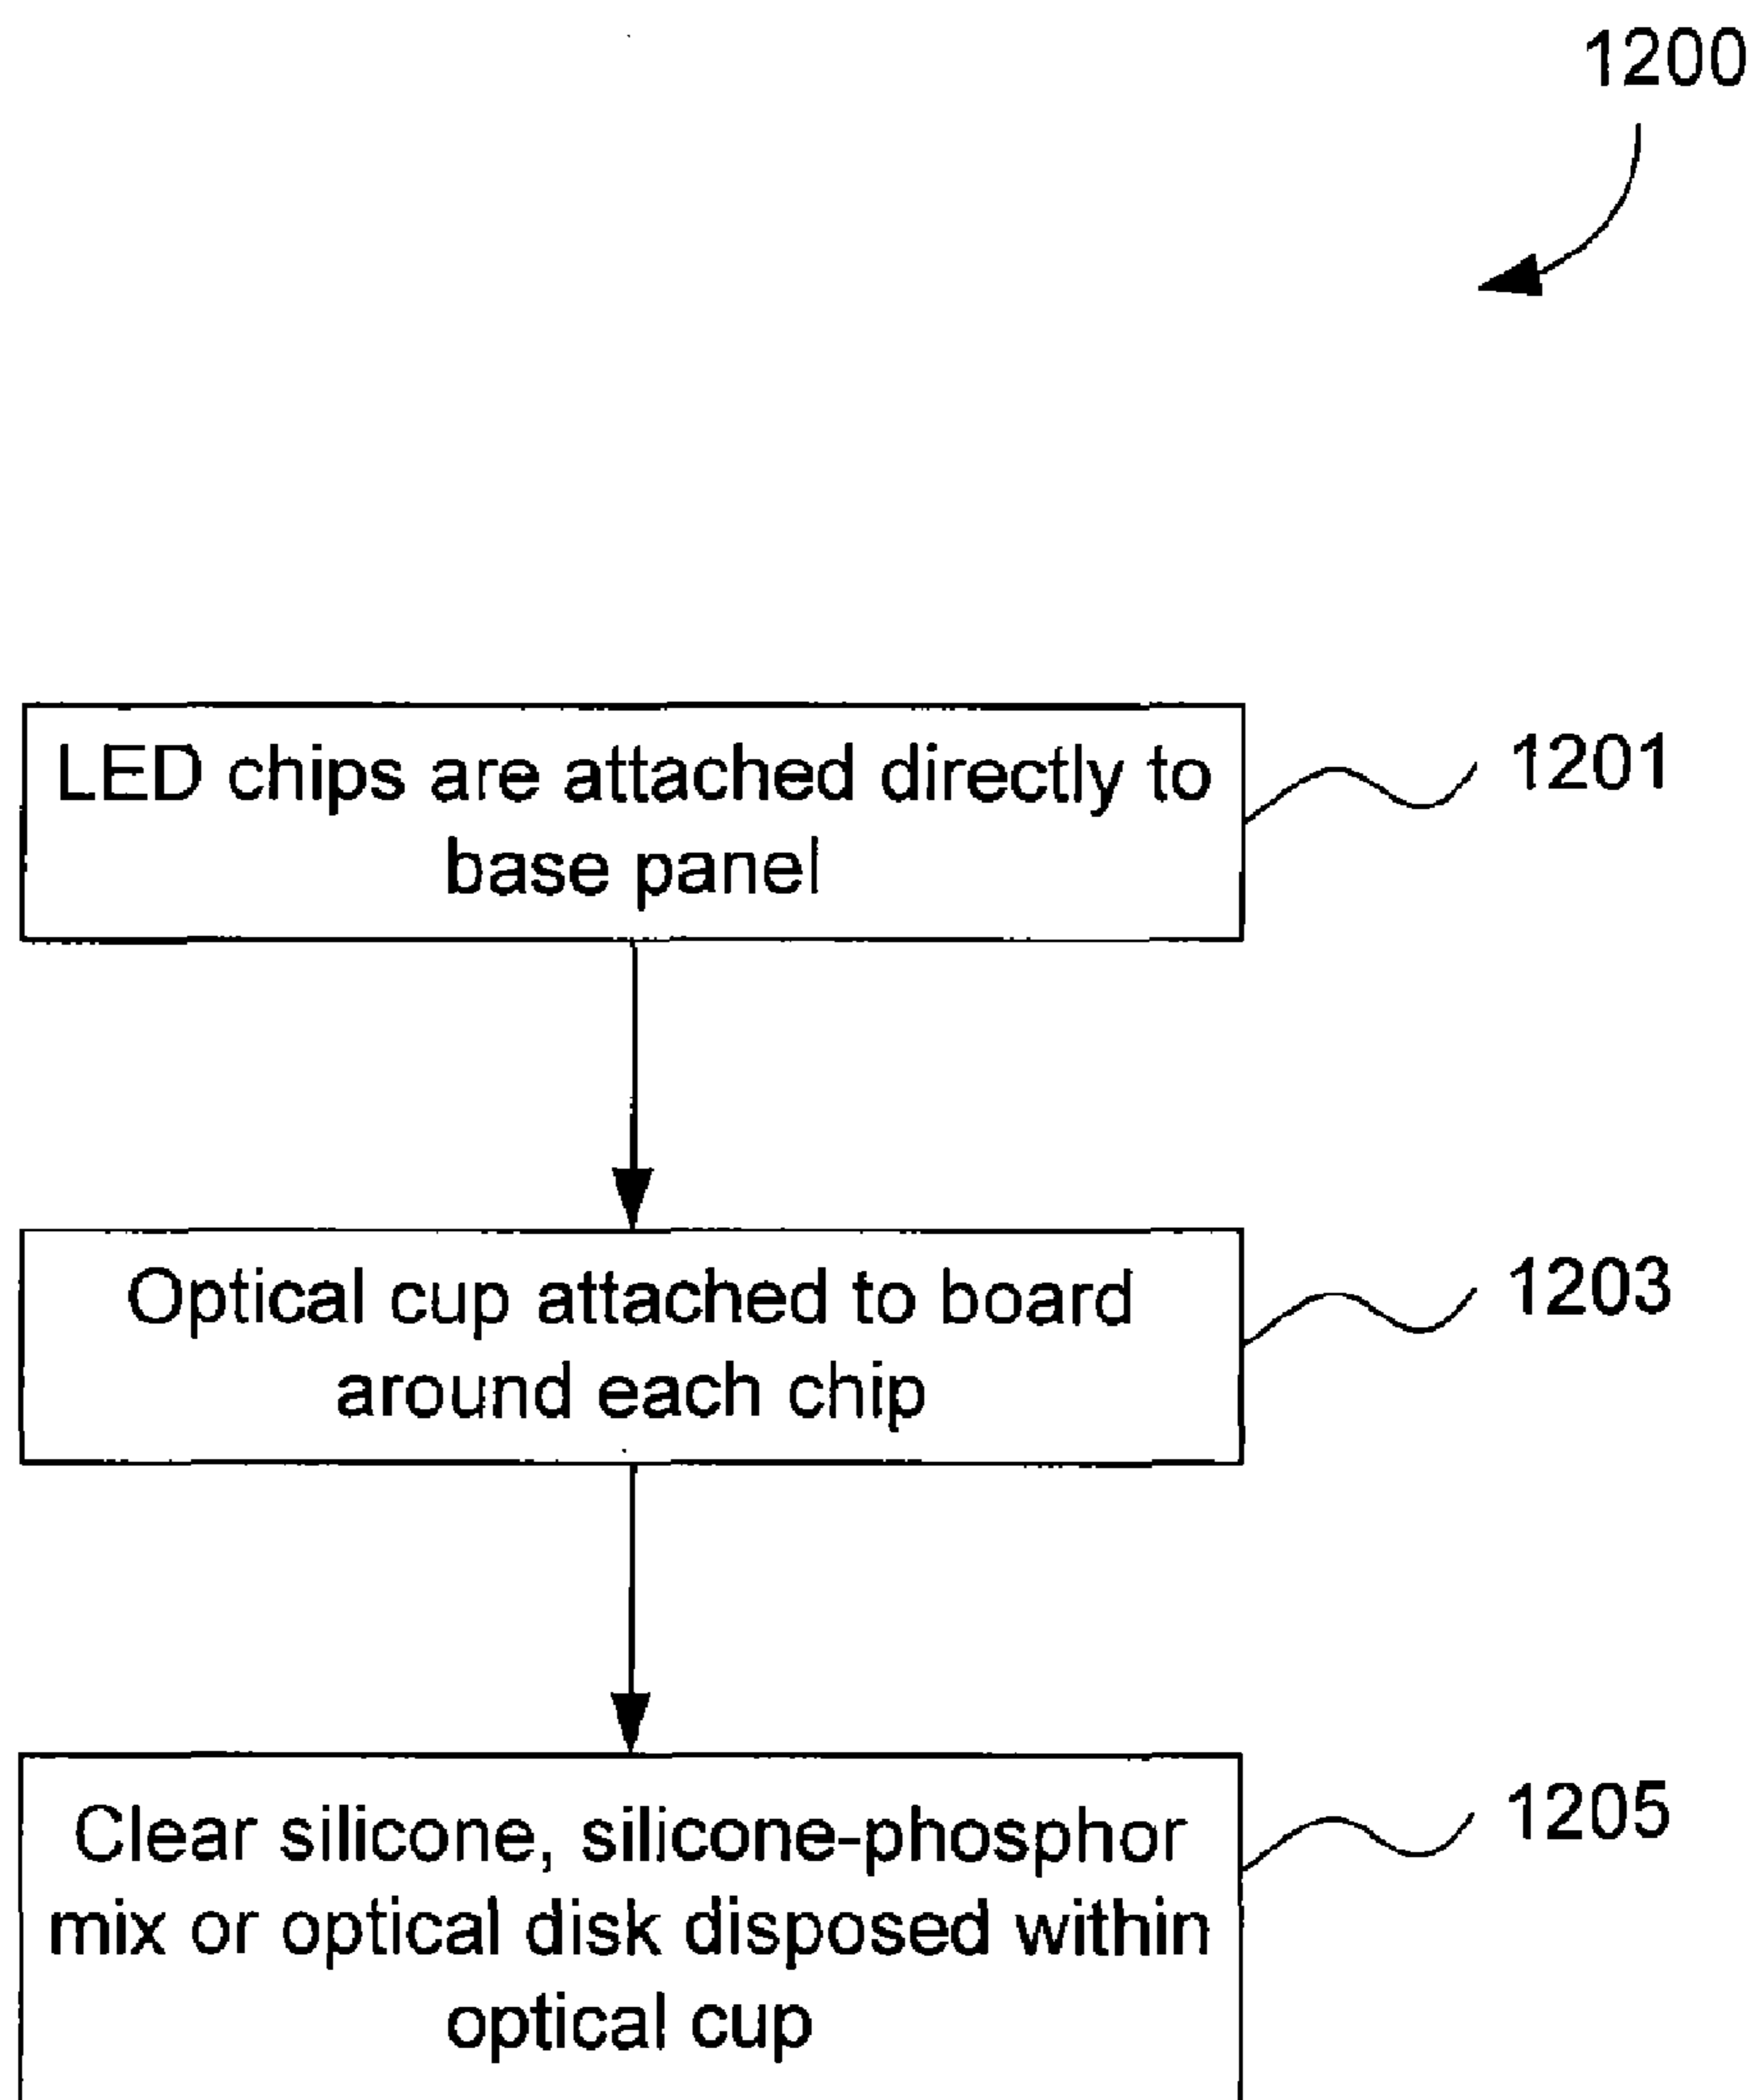 1200
LED chips are attached directly to
base panel
1201
Optical cup attached to board
around each chip
1203
Clear silicone, silicone-phosphor
mix or optical disk disposed within
optical cup
1205